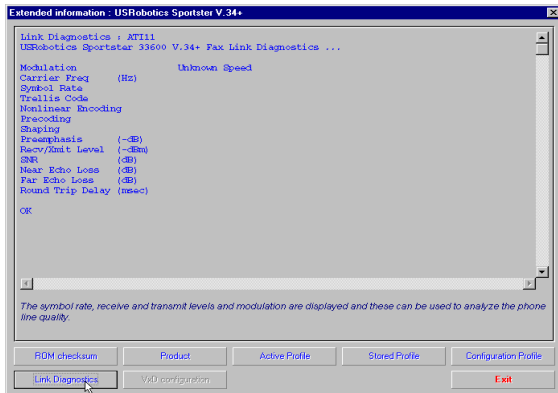 Extended information : USRobotics Sportster V.34+
Link Diagnostics : ATI11
USRobotics Sportster 33600 V.34+ Fax Link Diagnostics ...
Modulation Unknown Speed
Carrier Freq (Hz)
Symbol Rate
Trellis Code
Nonlinear Encoding
Precoding
Shaping
Preemphasis (-dB)
Recv/Xmit Level (-dBm)
SNR (dB)
Near Echo Loss (dB)
Far Echo Loss (dB)
Round Trip Delay (msec)
OK
The symbol rate, receive and transmit levels and modulation are displayed and these can be used to analyze the phone
line quality.
ROM checksum Product Active Profile Stored Profile Configuration Profile
Link Diagnostics VxD configuration Exit